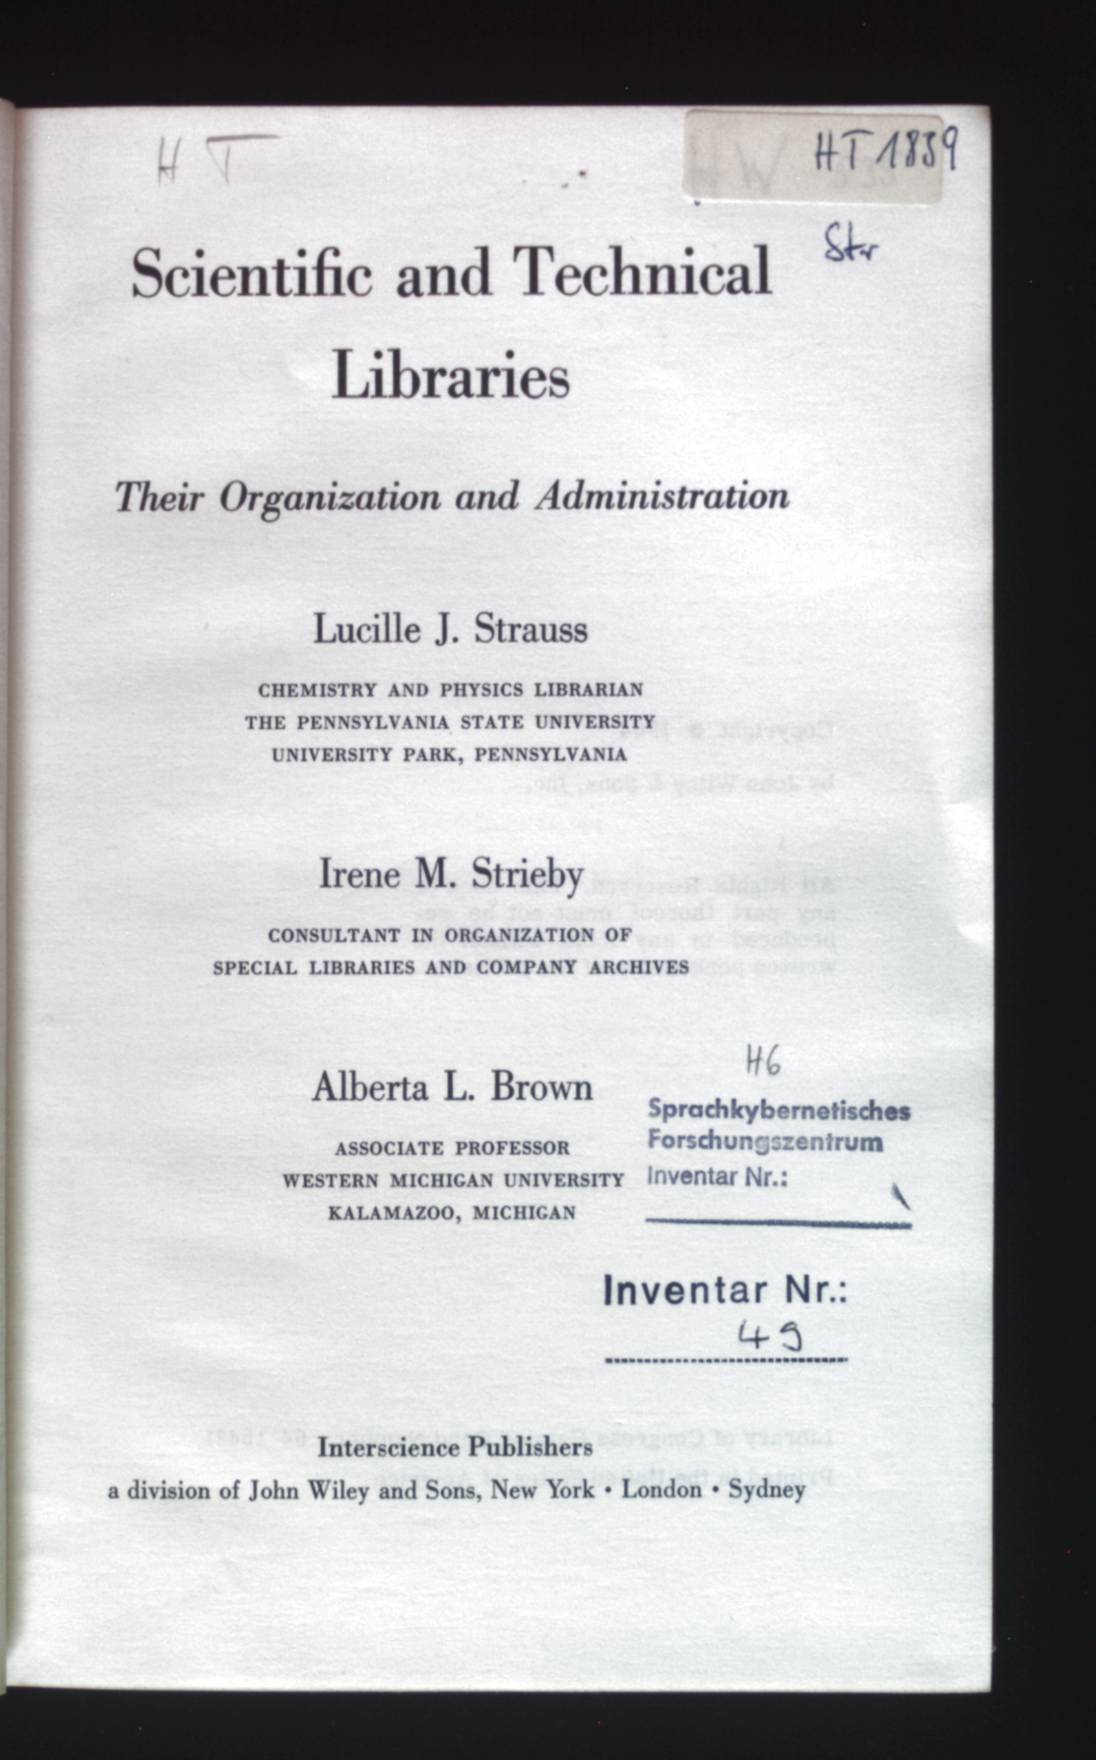 H T
HT 1839
Str
Scientific and Technical
Libraries
Their Organization and Administration
Lucille J. Strauss
CHEMISTRY AND PHYSICS LIBRARIAN
THE PENNSYLVANIA STATE UNIVERSITY
UNIVERSITY PARK, PENNSYLVANIA
Irene M. Strieby
CONSULTANT IN ORGANIZATION OF
SPECIAL LIBRARIES AND COMPANY ARCHIVES
Alberta L. Brown
ASSOCIATE PROFESSOR
WESTERN MICHIGAN UNIVERSITY
KALAMAZOO, MICHIGAN
H6
Sprachkybernetisches
Forschungszentrum
Inventar Nr.:
Inventar Nr.:
49
Interscience Publishers
a division of John Wiley and Sons, New York • London • Sydney